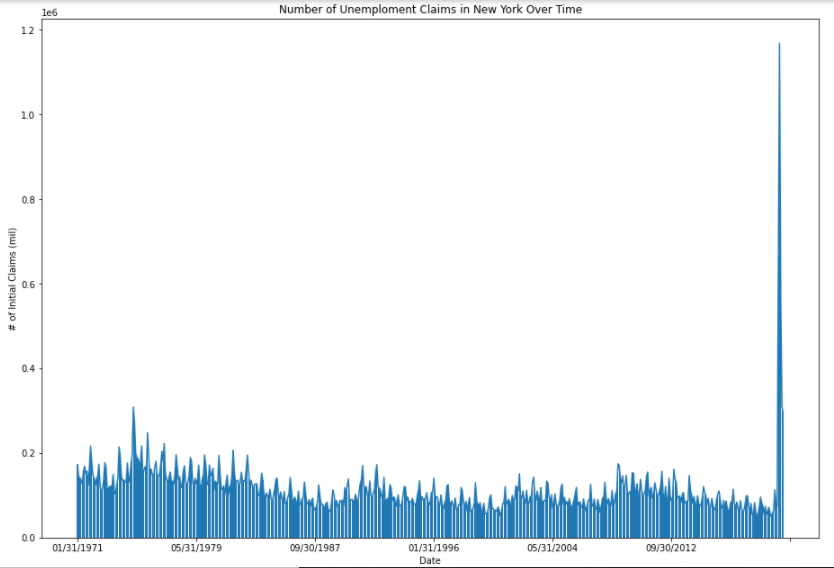 Number of Unemploment Claims in New York Over Time
1e6
1.2
1.0
0.8
0.6
0.4
0.2
0.0
# of Initial Claims (mil)
01/31/1971 05/31/1979 09/30/1987 01/31/1996 05/31/2004 09/30/2012
Date